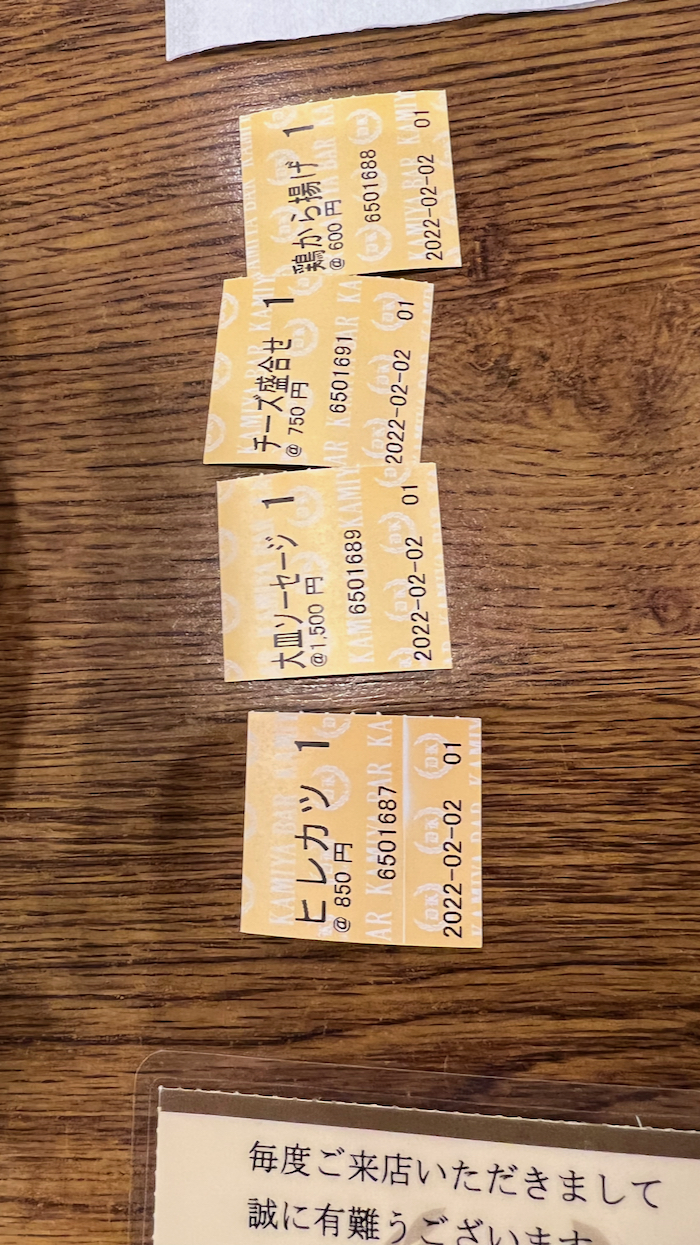 鶏から揚げ 1
@ 600 円
6501688
2022-02-02 01
チーズ盛合せ 1
@ 750 円
6501691
2022-02-02 01
大皿ソーセージ 1
@1,500 円
6501689
2022-02-02 01
ヒレカツ 1
@ 850 円
6501687
2022-02-02 01
KAMIYA BAR
毎度ご来店いただきまして
誠に有難うございます